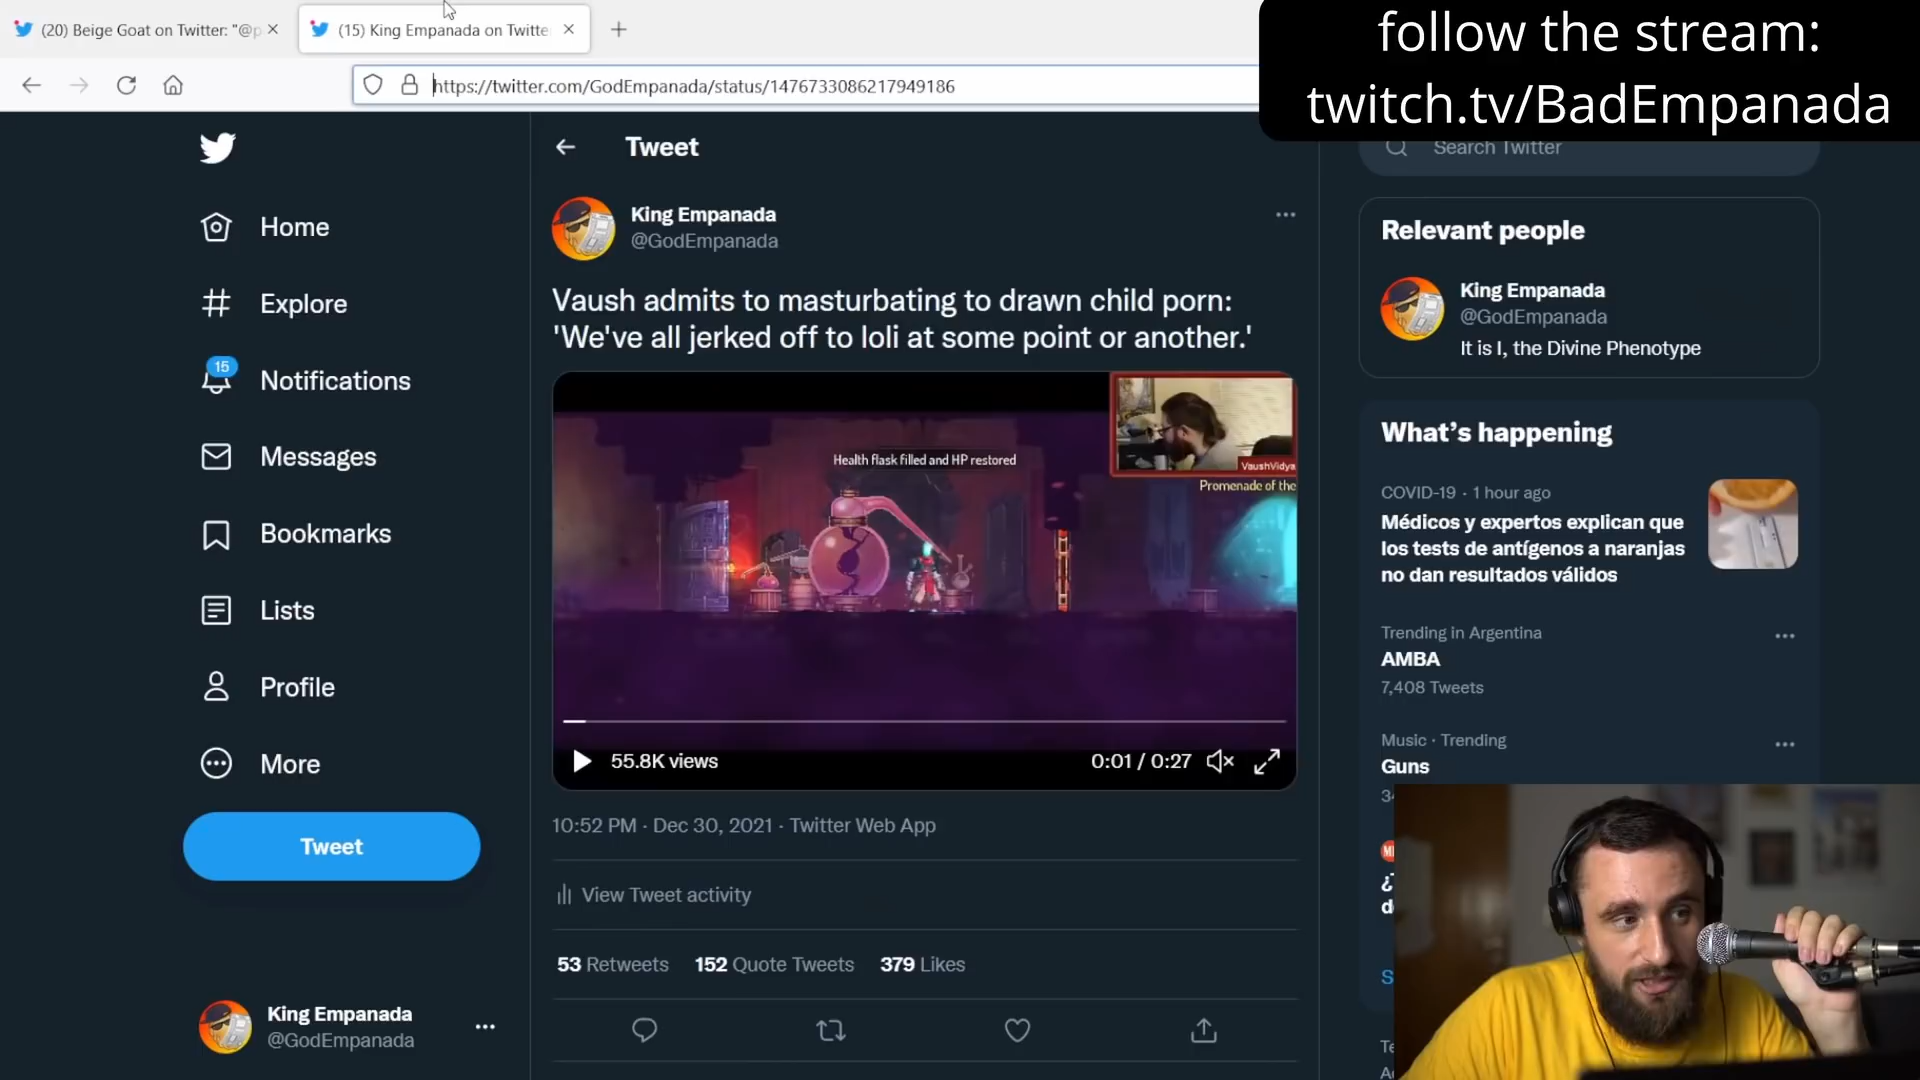 (20) Beige Goat on Twitter: "@p
(15) King Empanada on Twitte
follow the stream:
twitch.tv/BadEmpanada
https://twitter.com/GodEmpanada/status/1476733086217949186
Tweet
Search Twitter
Home
Explore
15
Notifications
Messages
Bookmarks
Lists
Profile
More
Tweet
King Empanada
@GodEmpanada
King Empanada
@GodEmpanada
Vaush admits to masturbating to drawn child porn:
'We've all jerked off to loli at some point or another.'
Health flask filled and HP restored
VaushVidya
Promenade of the
55.8K views
0:01 / 0:27
10:52 PM · Dec 30, 2021 · Twitter Web App
View Tweet activity
53 Retweets 152 Quote Tweets 379 Likes
Relevant people
King Empanada
@GodEmpanada
It is I, the Divine Phenotype
What's happening
COVID-19 · 1 hour ago
Médicos y expertos explican que
los tests de antígenos a naranjas
no dan resultados válidos
Trending in Argentina
AMBA
7,408 Tweets
Music · Trending
Guns